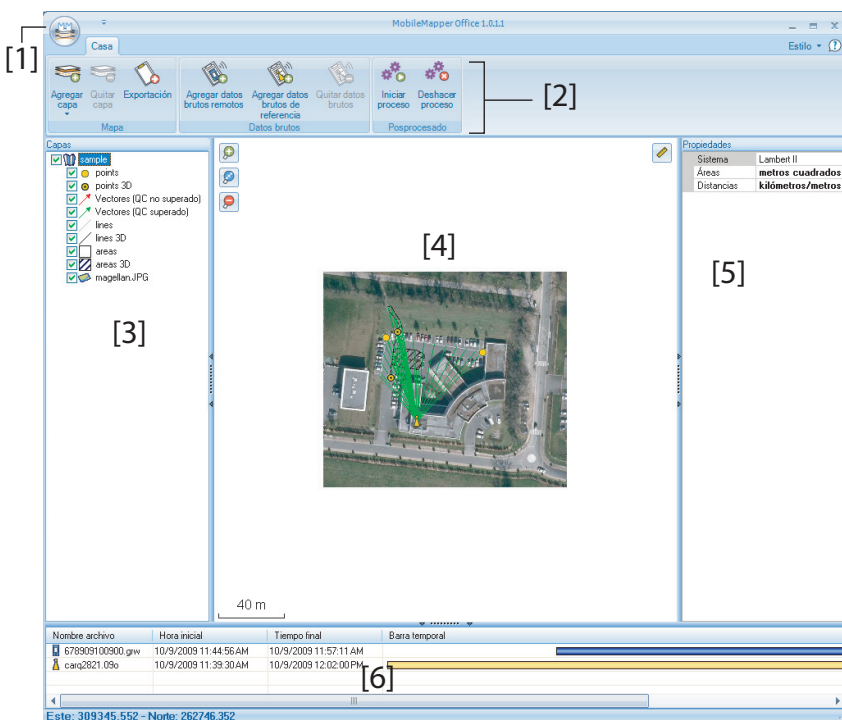 MobileMapper Office 1.0.1.1
[1]
Casa
Estilo
Agregar capa
Quitar capa
Exportación
Agregar datos brutos remotos
Agregar datos brutos de referencia
Quitar datos brutos
Iniciar proceso
Deshacer proceso
[2]
Mapa
Datos brutos
Posprocesado
Capas
sample
points
points 3D
Vectores (QC no superado)
Vectores (QC superado)
lines
lines 3D
areas
areas 3D
magellan.JPG
[3]
[4]
40 m
Propiedades
Sistema Lambert II
Áreas metros cuadrados
Distancias kilómetros/metros
[5]
Nombre archivo Hora inicial Tiempo final Barra temporal
678909100900.grw 10/9/2009 11:44:56 AM 10/9/2009 11:57:11 AM
carq2821.09o 10/9/2009 11:39:30 AM 10/9/2009 12:02:00 PM
[6]
Este: 309345.552 - Norte: 262746.352